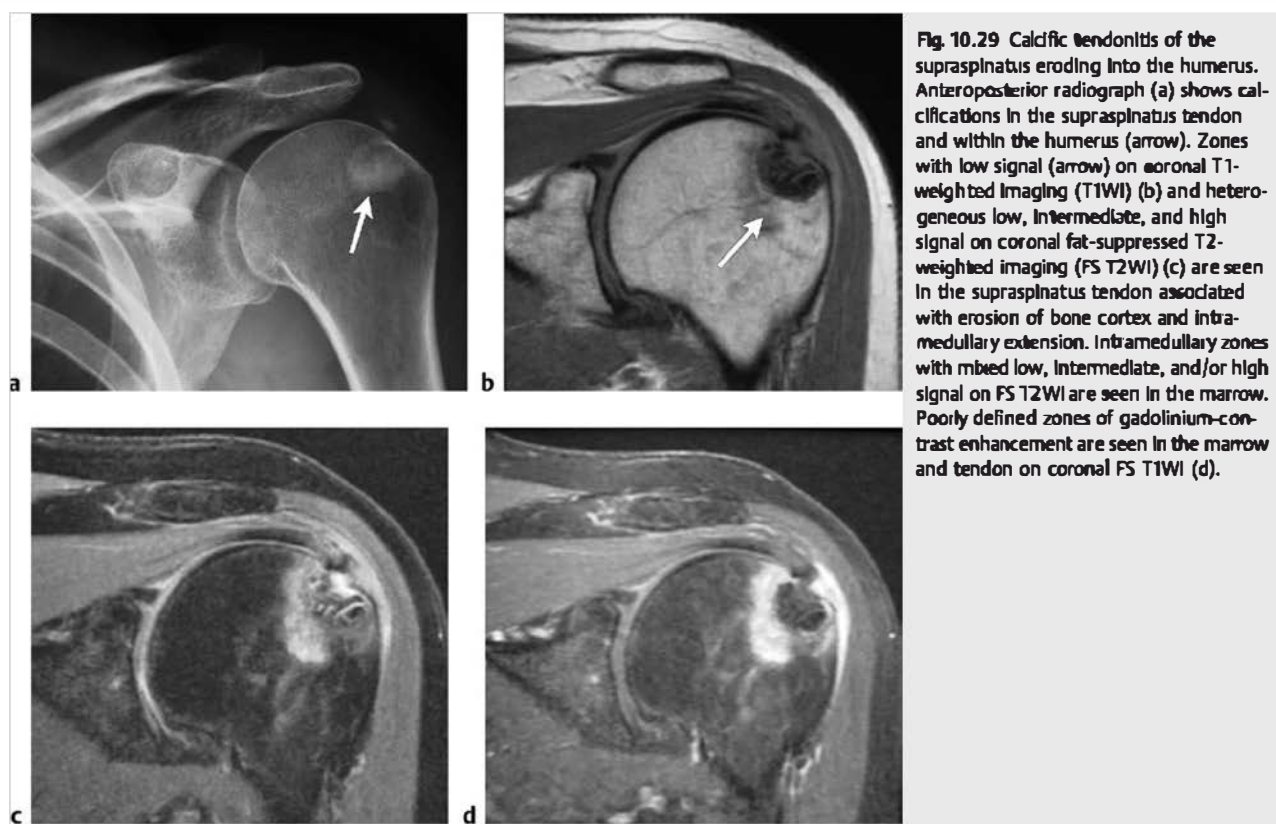 Fig. 10.29 Calcific tendonitis of the
supraspinatus eroding into the humerus.
Anteroposterior radiograph (a) shows cal-
cifications in the supraspinatus tendon
and within the humerus (arrow). Zones
with low signal (arrow) on coronal T1-
weighted imaging (T1WI) (b) and hetero-
geneous low, intermediate, and high
signal on coronal fat-suppressed T2-
weighted imaging (FS T2WI) (c) are seen
in the supraspinatus tendon associated
with erosion of bone cortex and intra-
medullary extension. Intramedullary zones
with mixed low, intermediate, and/or high
signal on FS T2WI are seen in the marrow.
Poorly defined zones of gadolinium-con-
trast enhancement are seen in the marrow
and tendon on coronal FS T1WI (d).
a
b
c
d